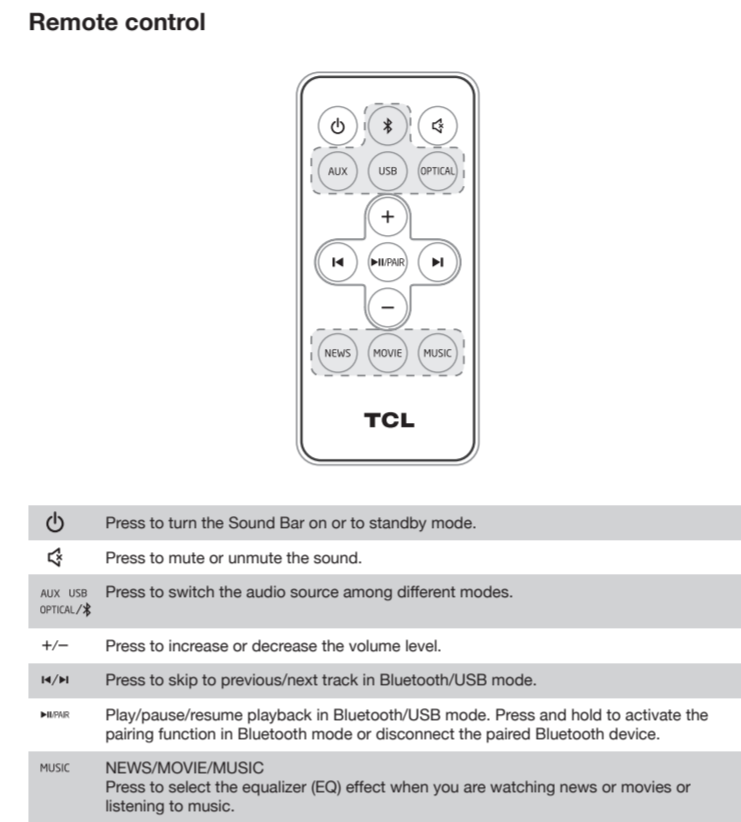 Remote control
AUX USB OPTICAL
+
▶II/PAIR
−
NEWS MOVIE MUSIC
TCL
Press to turn the Sound Bar on or to standby mode.
Press to mute or unmute the sound.
AUX USB Press to switch the audio source among different modes.
OPTICAL/
+/− Press to increase or decrease the volume level.
I◀/▶I Press to skip to previous/next track in Bluetooth/USB mode.
▶II/PAIR Play/pause/resume playback in Bluetooth/USB mode. Press and hold to activate the
pairing function in Bluetooth mode or disconnect the paired Bluetooth device.
MUSIC NEWS/MOVIE/MUSIC
Press to select the equalizer (EQ) effect when you are watching news or movies or
listening to music.